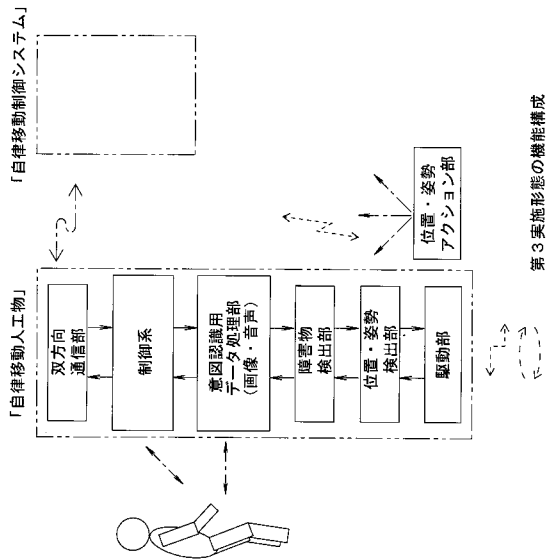 「自律移動制御システム」
「自律移動人工物」
双方向
通信部
制御系
意図認識用
データ処理部
(画像・音声)
障害物
検出部
位置・姿勢
検出部
駆動部
位置・姿勢
アクション部
第3実施形態の機能構成